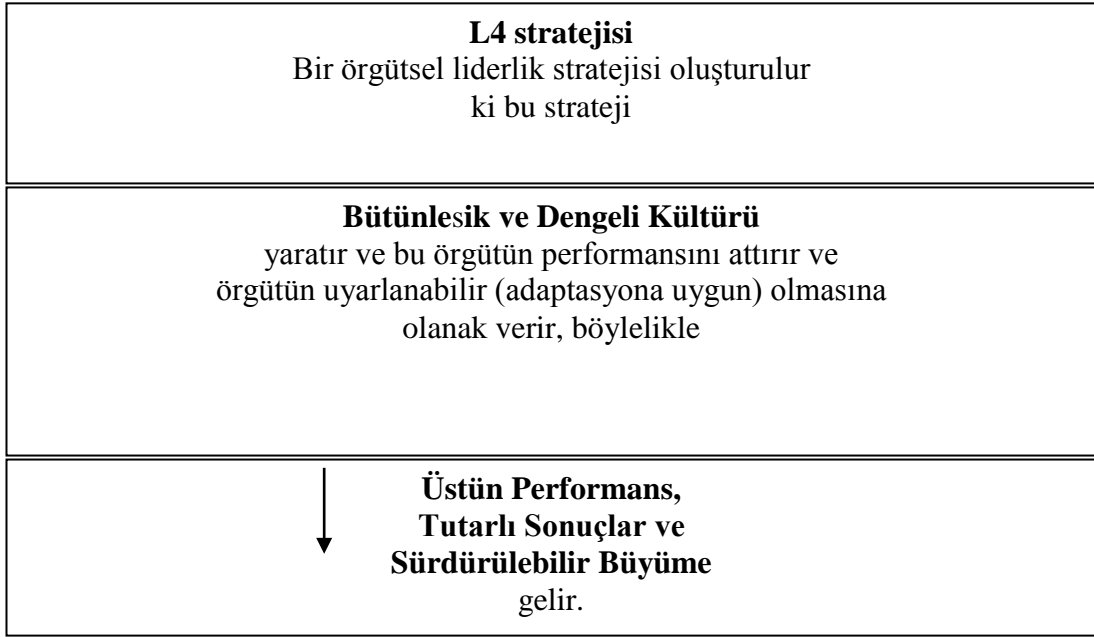 L4 stratejisi
Bir örgütsel liderlik stratejisi oluşturulur
ki bu strateji
Bütünlesik ve Dengeli Kültürü
yaratır ve bu örgütün performansını attırır ve
örgütün uyarlanabilir (adaptasyona uygun) olmasına
olanak verir, böylelikle
Üstün Performans,
Tutarlı Sonuçlar ve
Sürdürülebilir Büyüme
gelir.